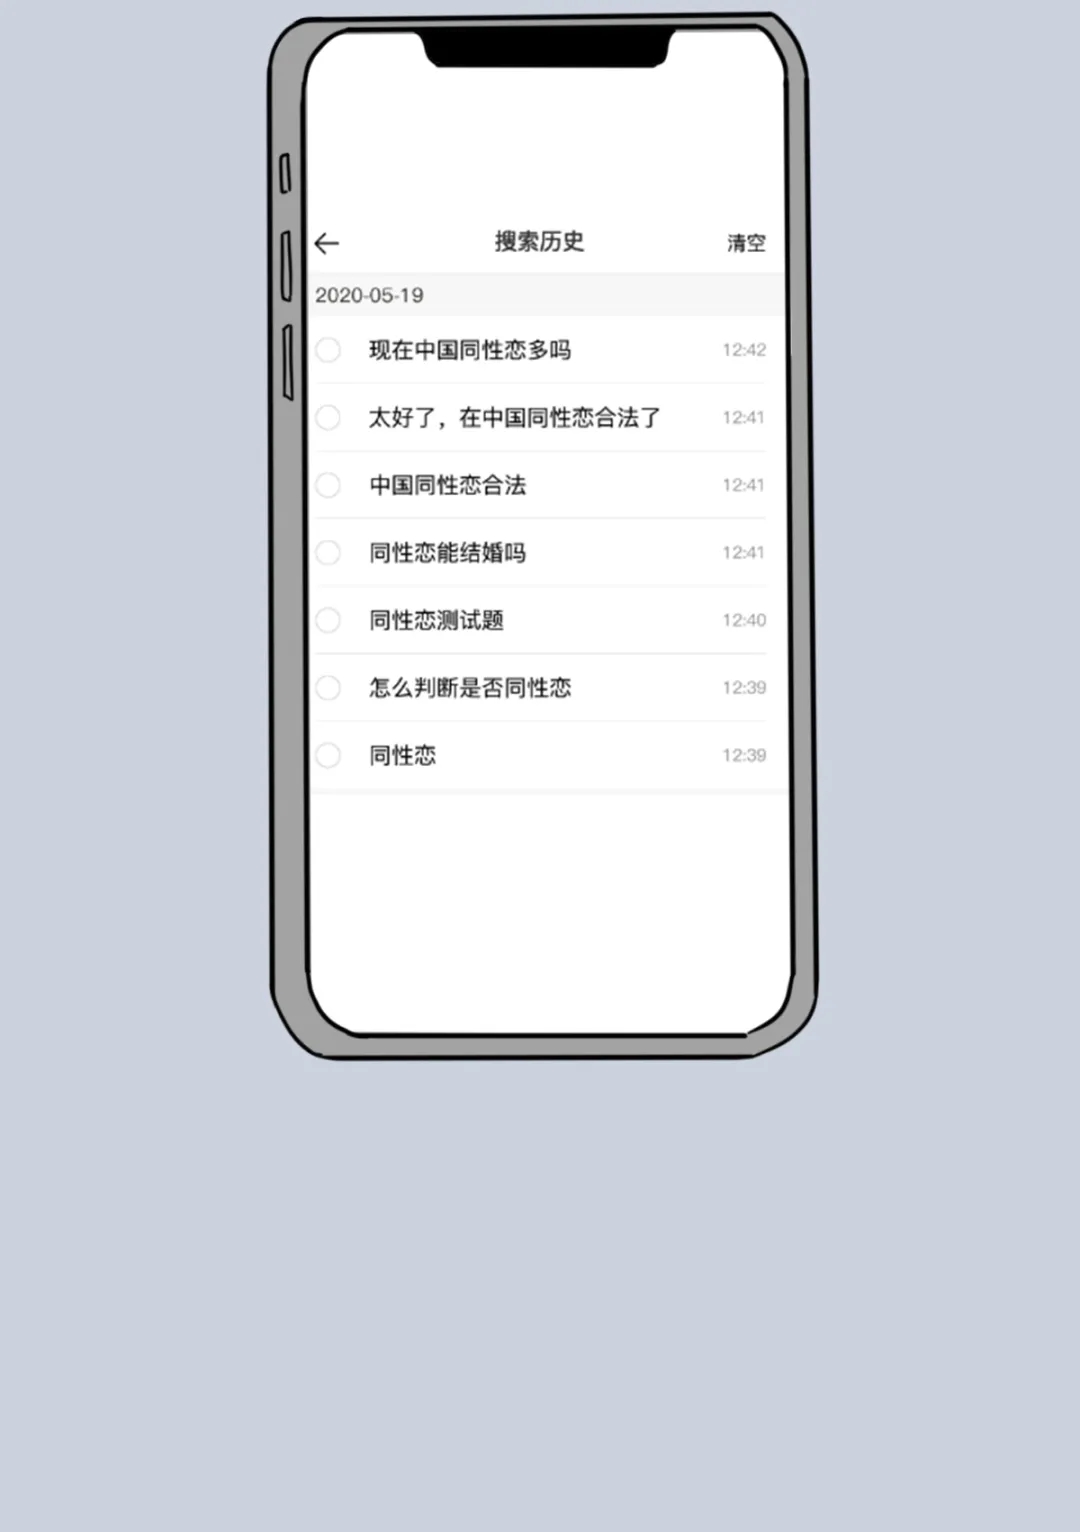 搜索历史 清空
2020-05-19
现在中国同性恋多吗 12:42
太好了，在中国同性恋合法了 12:41
中国同性恋合法 12:41
同性恋能结婚吗 12:41
同性恋测试题 12:40
怎么判断是否同性恋 12:39
同性恋 12:39